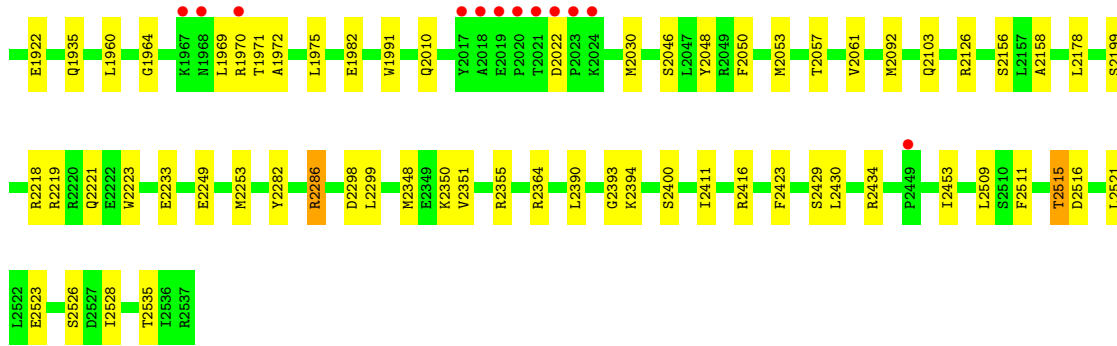 E1922 Q1935 L1960 G1964 K1967 N1968 L1969 R1970 T1971 A1972 L1975 E1982 W1991 Q2010 Y2017 A2018 E2019 P2020 T2021 D2022 P2023 K2024 M2030 S2046 L2047 Y2048 R2049 F2050 M2053 T2057 V2061 M2092 Q2103 R2126 S2156 L2157 A2158 L2178 S2199
R2218 R2219 R2220 Q2221 E2222 W2223 E2233 E2249 M2253 Y2282 R2286 D2298 L2299 M2348 E2349 K2350 V2351 R2355 R2364 L2390 G2393 K2394 S2400 I2411 R2416 F2423 S2429 L2430 R2434 P2449 I2453 L2509 S2510 F2511 T2515 D2516 L2521
L2522 E2523 S2526 D2527 I2528 T2535 I2536 R2537